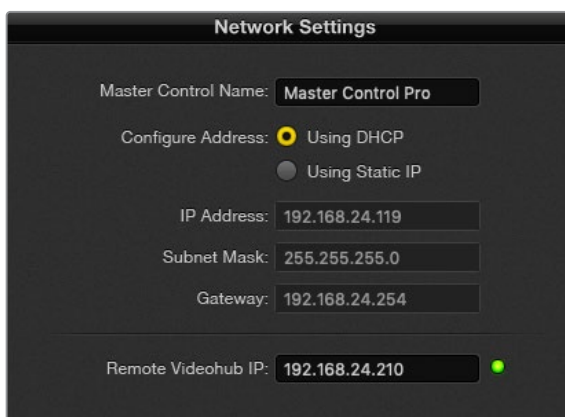 Network Settings
Master Control Name: Master Control Pro
Configure Address: Using DHCP
Using Static IP
IP Address: 192.168.24.119
Subnet Mask: 255.255.255.0
Gateway: 192.168.24.254
Remote Videohub IP: 192.168.24.210